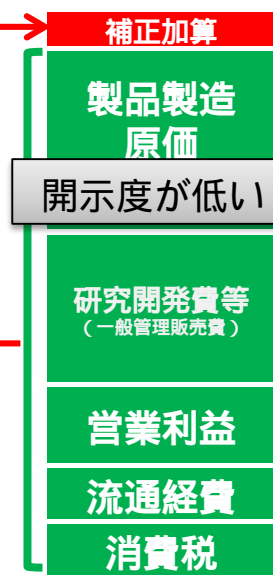 補正加算
製品製造
原価
開示度が低い
研究開発費等
（一般管理販売費）
営業利益
流通経費
消費税